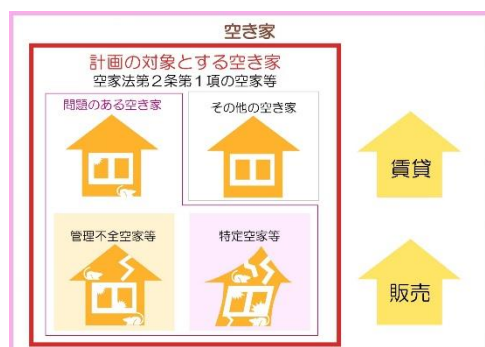 空き家
計画の対象とする空き家
空家法第2条第1項の空家等
問題のある空き家
その他の空き家
賃貸
管理不全空家等
特定空家等
販売